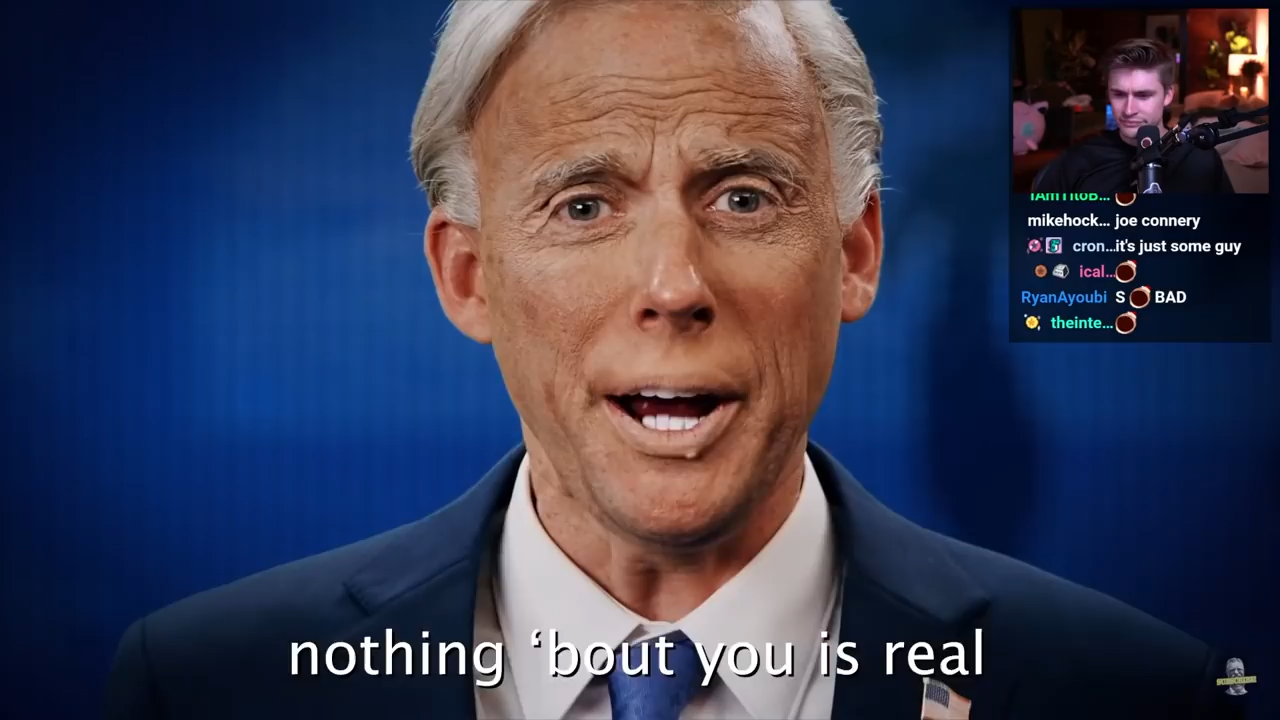 mikehock... joe connery
cron...it's just some guy
ical...
RyanAyoubi S BAD
theinte...
nothing ‘bout you is real